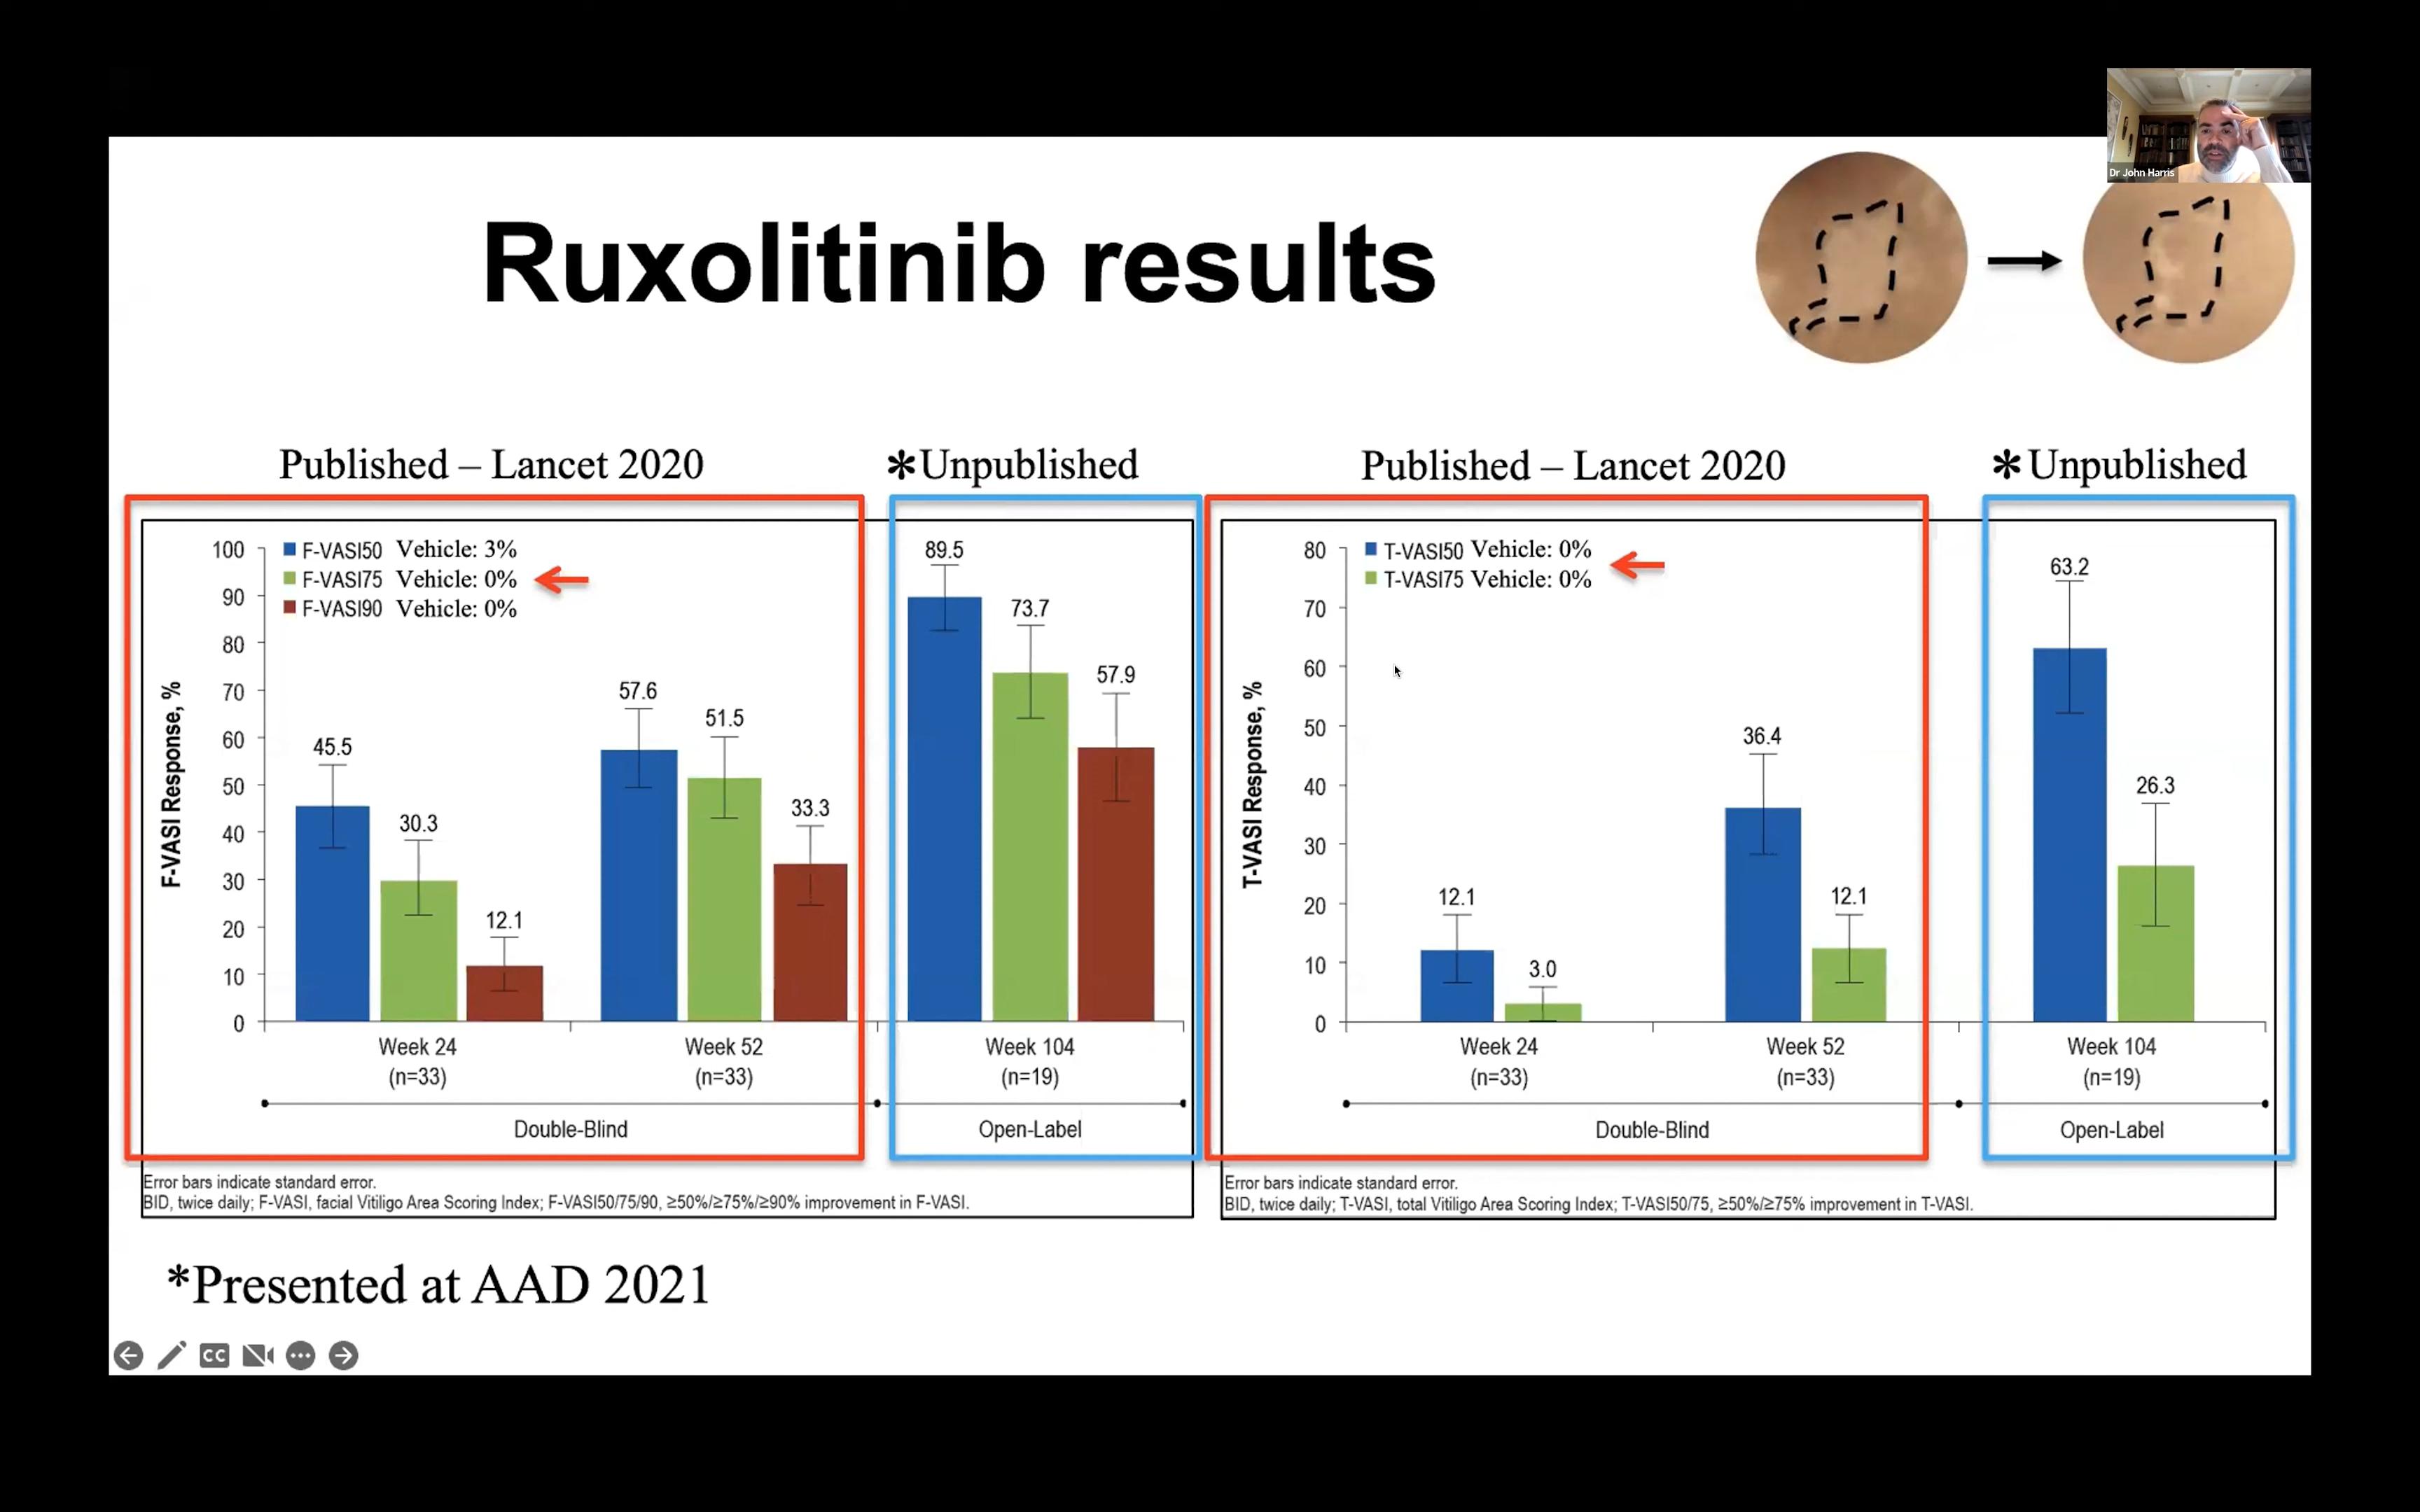 Dr John Harris
Ruxolitinib results
Published – Lancet 2020
*Unpublished
Published – Lancet 2020
* Unpublished
F-VASI50 Vehicle: 3%
F-VASI75 Vehicle: 0%
F-VASI90 Vehicle: 0%
F-VASI Response, %
100
90
80
70
60
50
40
30
20
10
0
45.5
30.3
12.1
57.6
51.5
33.3
89.5
73.7
57.9
Week 24
(n=33)
Week 52
(n=33)
Week 104
(n=19)
Double-Blind
Open-Label
Error bars indicate standard error.
BID, twice daily; F-VASI, facial Vitiligo Area Scoring Index; F-VASI50/75/90, ≥50%/≥75%/≥90% improvement in F-VASI.
T-VASI50 Vehicle: 0%
T-VASI75 Vehicle: 0%
T-VASI Response, %
80
70
60
50
40
30
20
10
0
12.1
3.0
36.4
12.1
63.2
26.3
Week 24
(n=33)
Week 52
(n=33)
Week 104
(n=19)
Double-Blind
Open-Label
Error bars indicate standard error.
BID, twice daily; T-VASI, total Vitiligo Area Scoring Index; T-VASI50/75, ≥50%/≥75% improvement in T-VASI.
*Presented at AAD 2021
CC